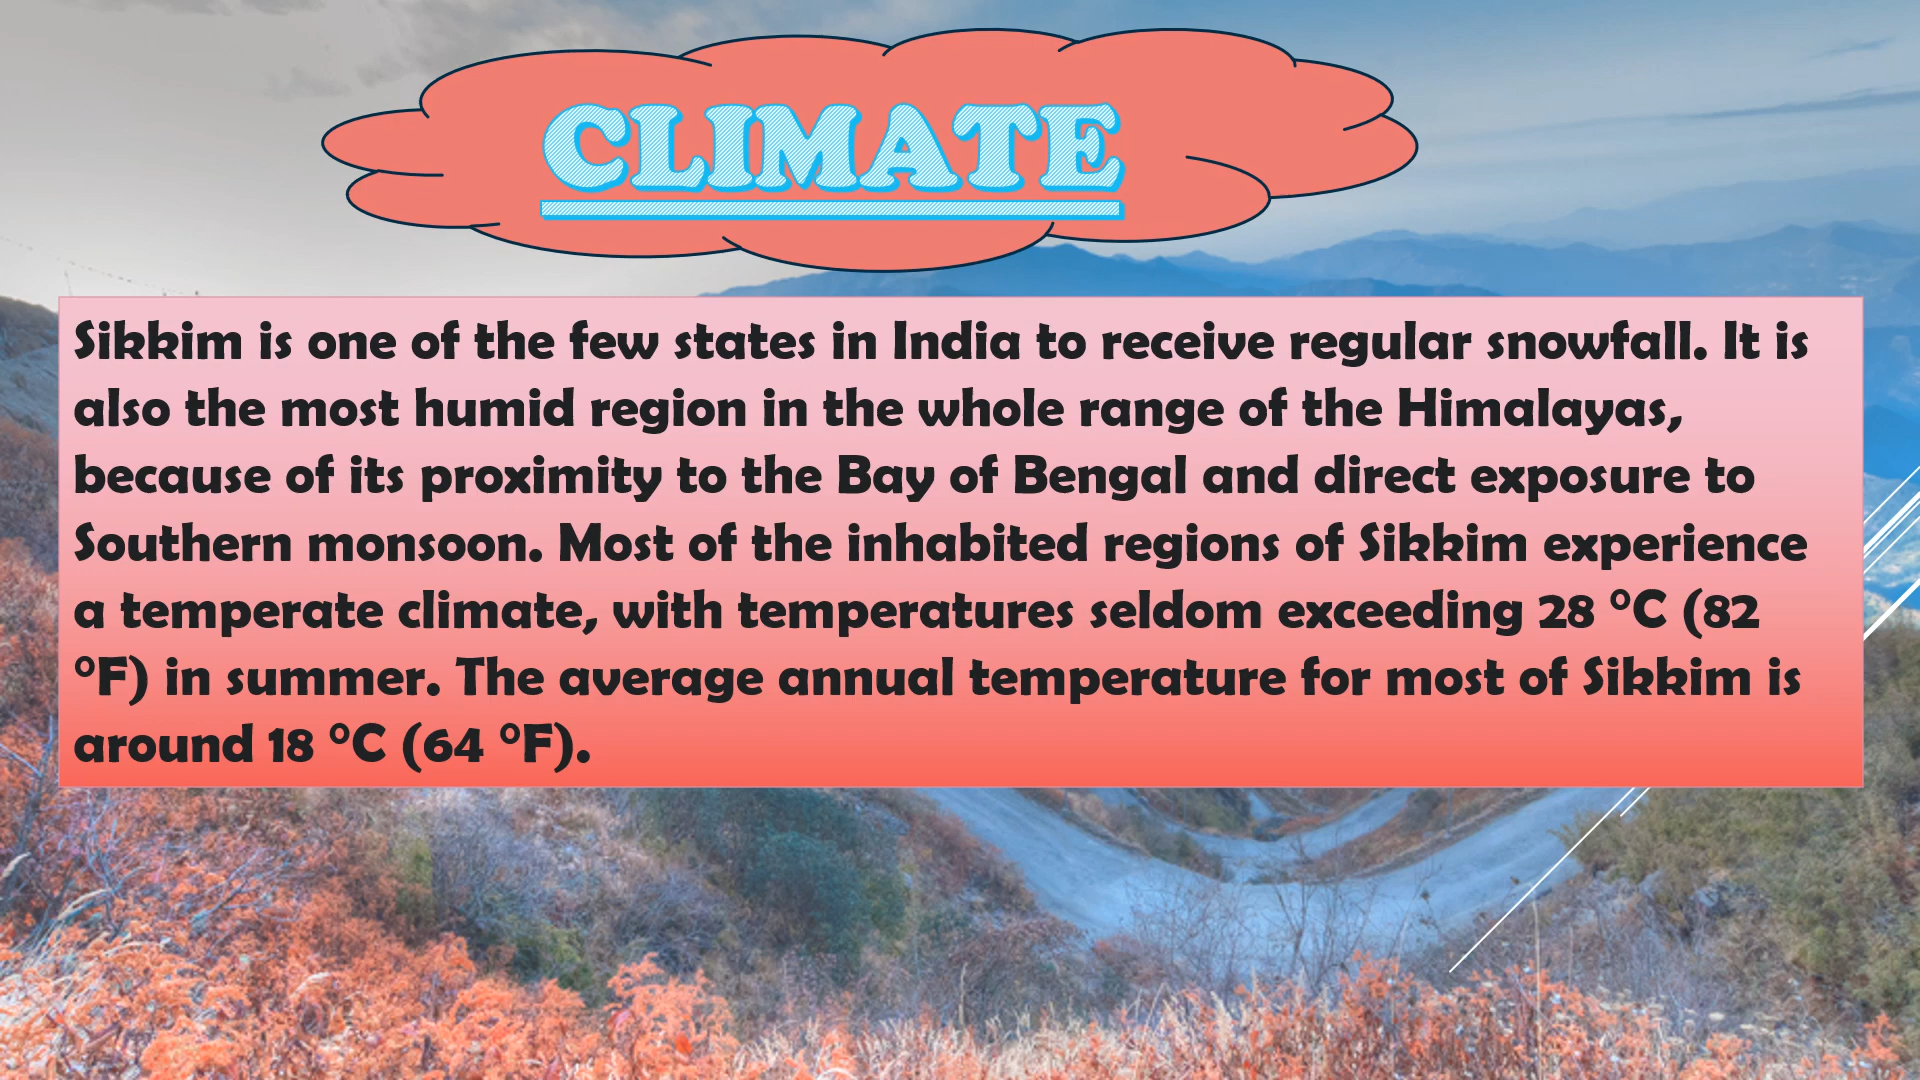 CLIMATE
Sikkim is one of the few states in India to receive regular snowfall. It is
also the most humid region in the whole range of the Himalayas,
because of its proximity to the Bay of Bengal and direct exposure to
Southern monsoon. Most of the inhabited regions of Sikkim experience
a temperate climate, with temperatures seldom exceeding 28 °C (82
°F) in summer. The average annual temperature for most of Sikkim is
around 18 °C (64 °F).